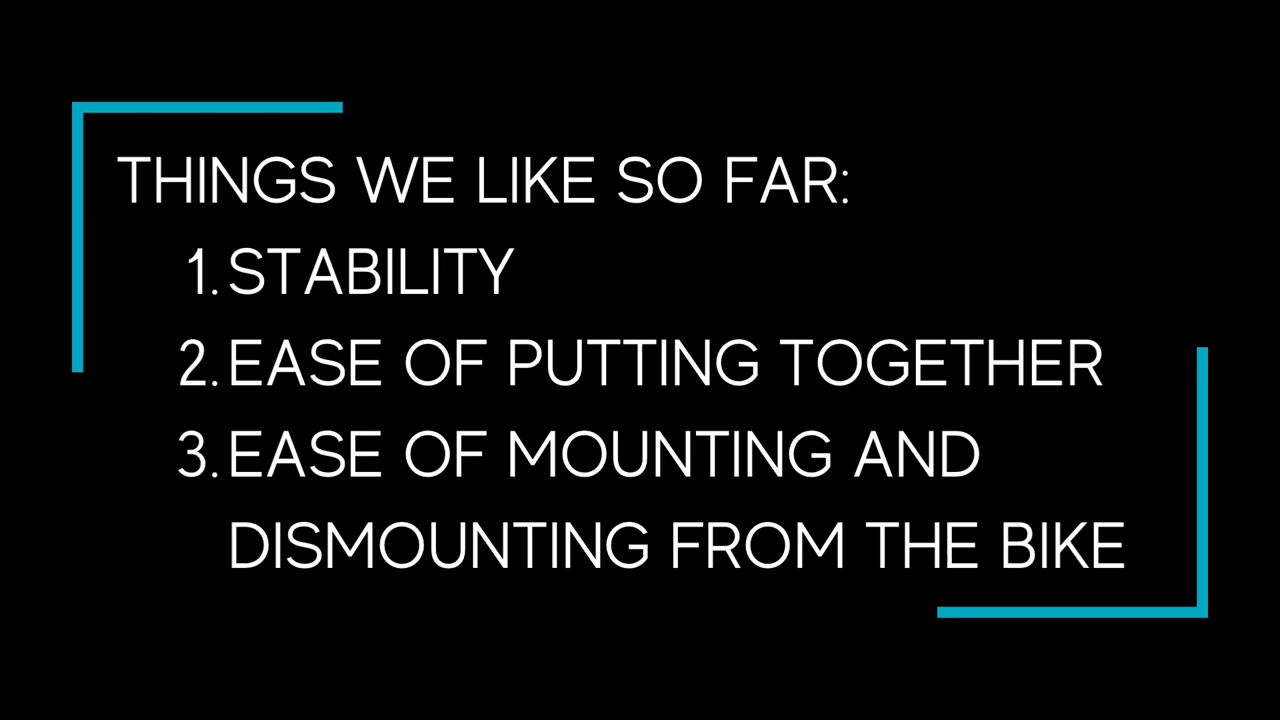 THINGS WE LIKE SO FAR:
1. STABILITY
2. EASE OF PUTTING TOGETHER
3. EASE OF MOUNTING AND
DISMOUNTING FROM THE BIKE